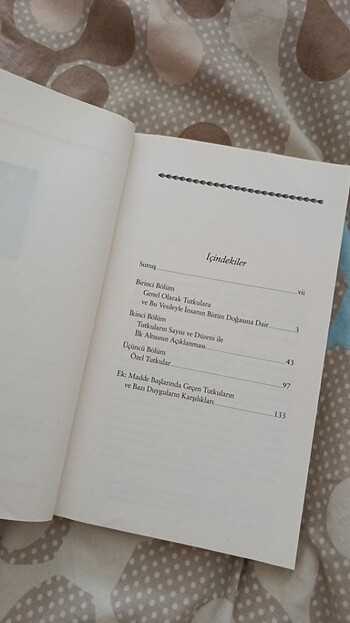 İçindekiler
Sunuş vii
Birinci Bölüm
Genel Olarak Tutkulara
ve Bu Vesileyle İnsanın Bütün Doğasına Dair 3
İkinci Bölüm
Tutkuların Sayısı ve Düzeni ile
İlk Altısının Açıklanması 43
Üçüncü Bölüm
Özel Tutkular 97
Ek: Madde Başlarında Geçen Tutkuların
ve Bazı Duyguların Karşılıkları 133